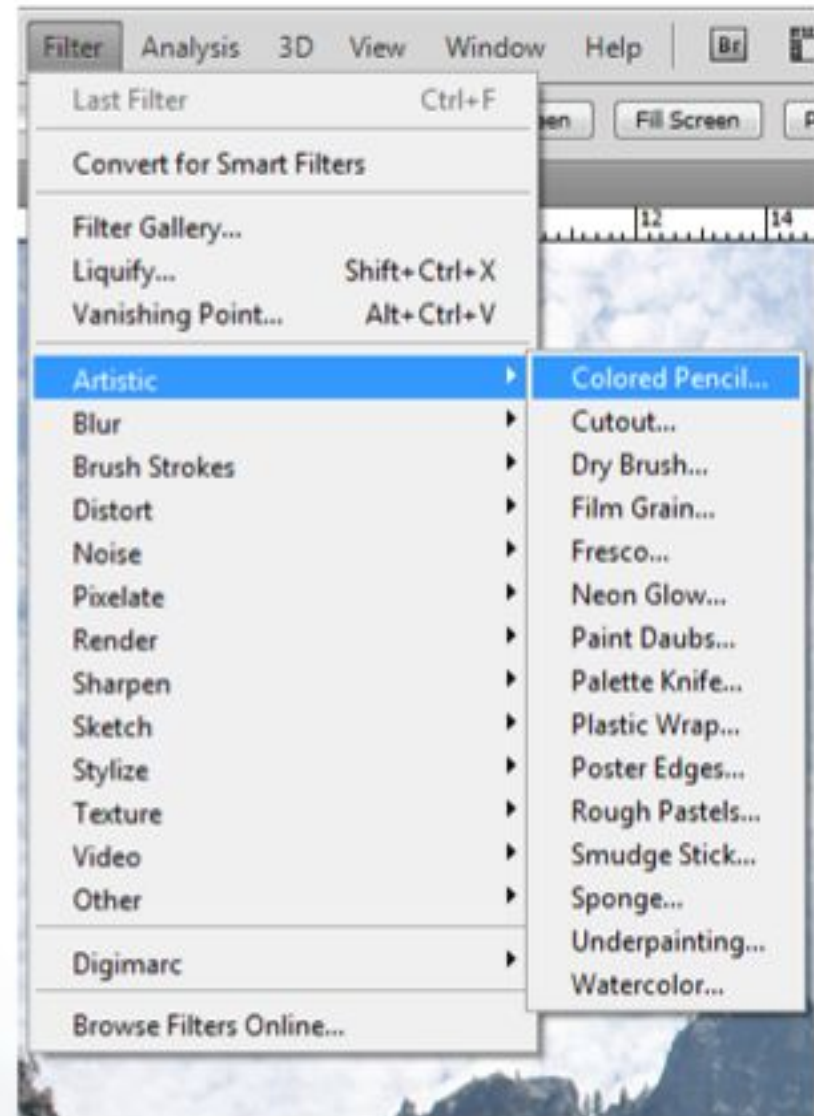 Filter Analysis 3D View Window Help Br
Last Filter Ctrl+F
Fill Screen
Convert for Smart Filters
12 14
Filter Gallery...
Liquify... Shift+Ctrl+X
Vanishing Point... Alt+Ctrl+V
Artistic
Blur
Brush Strokes
Distort
Noise
Pixelate
Render
Sharpen
Sketch
Stylize
Texture
Video
Other
Digimarc
Browse Filters Online...
Colored Pencil...
Cutout...
Dry Brush...
Film Grain...
Fresco...
Neon Glow...
Paint Daubs...
Palette Knife...
Plastic Wrap...
Poster Edges...
Rough Pastels...
Smudge Stick...
Sponge...
Underpainting...
Watercolor...